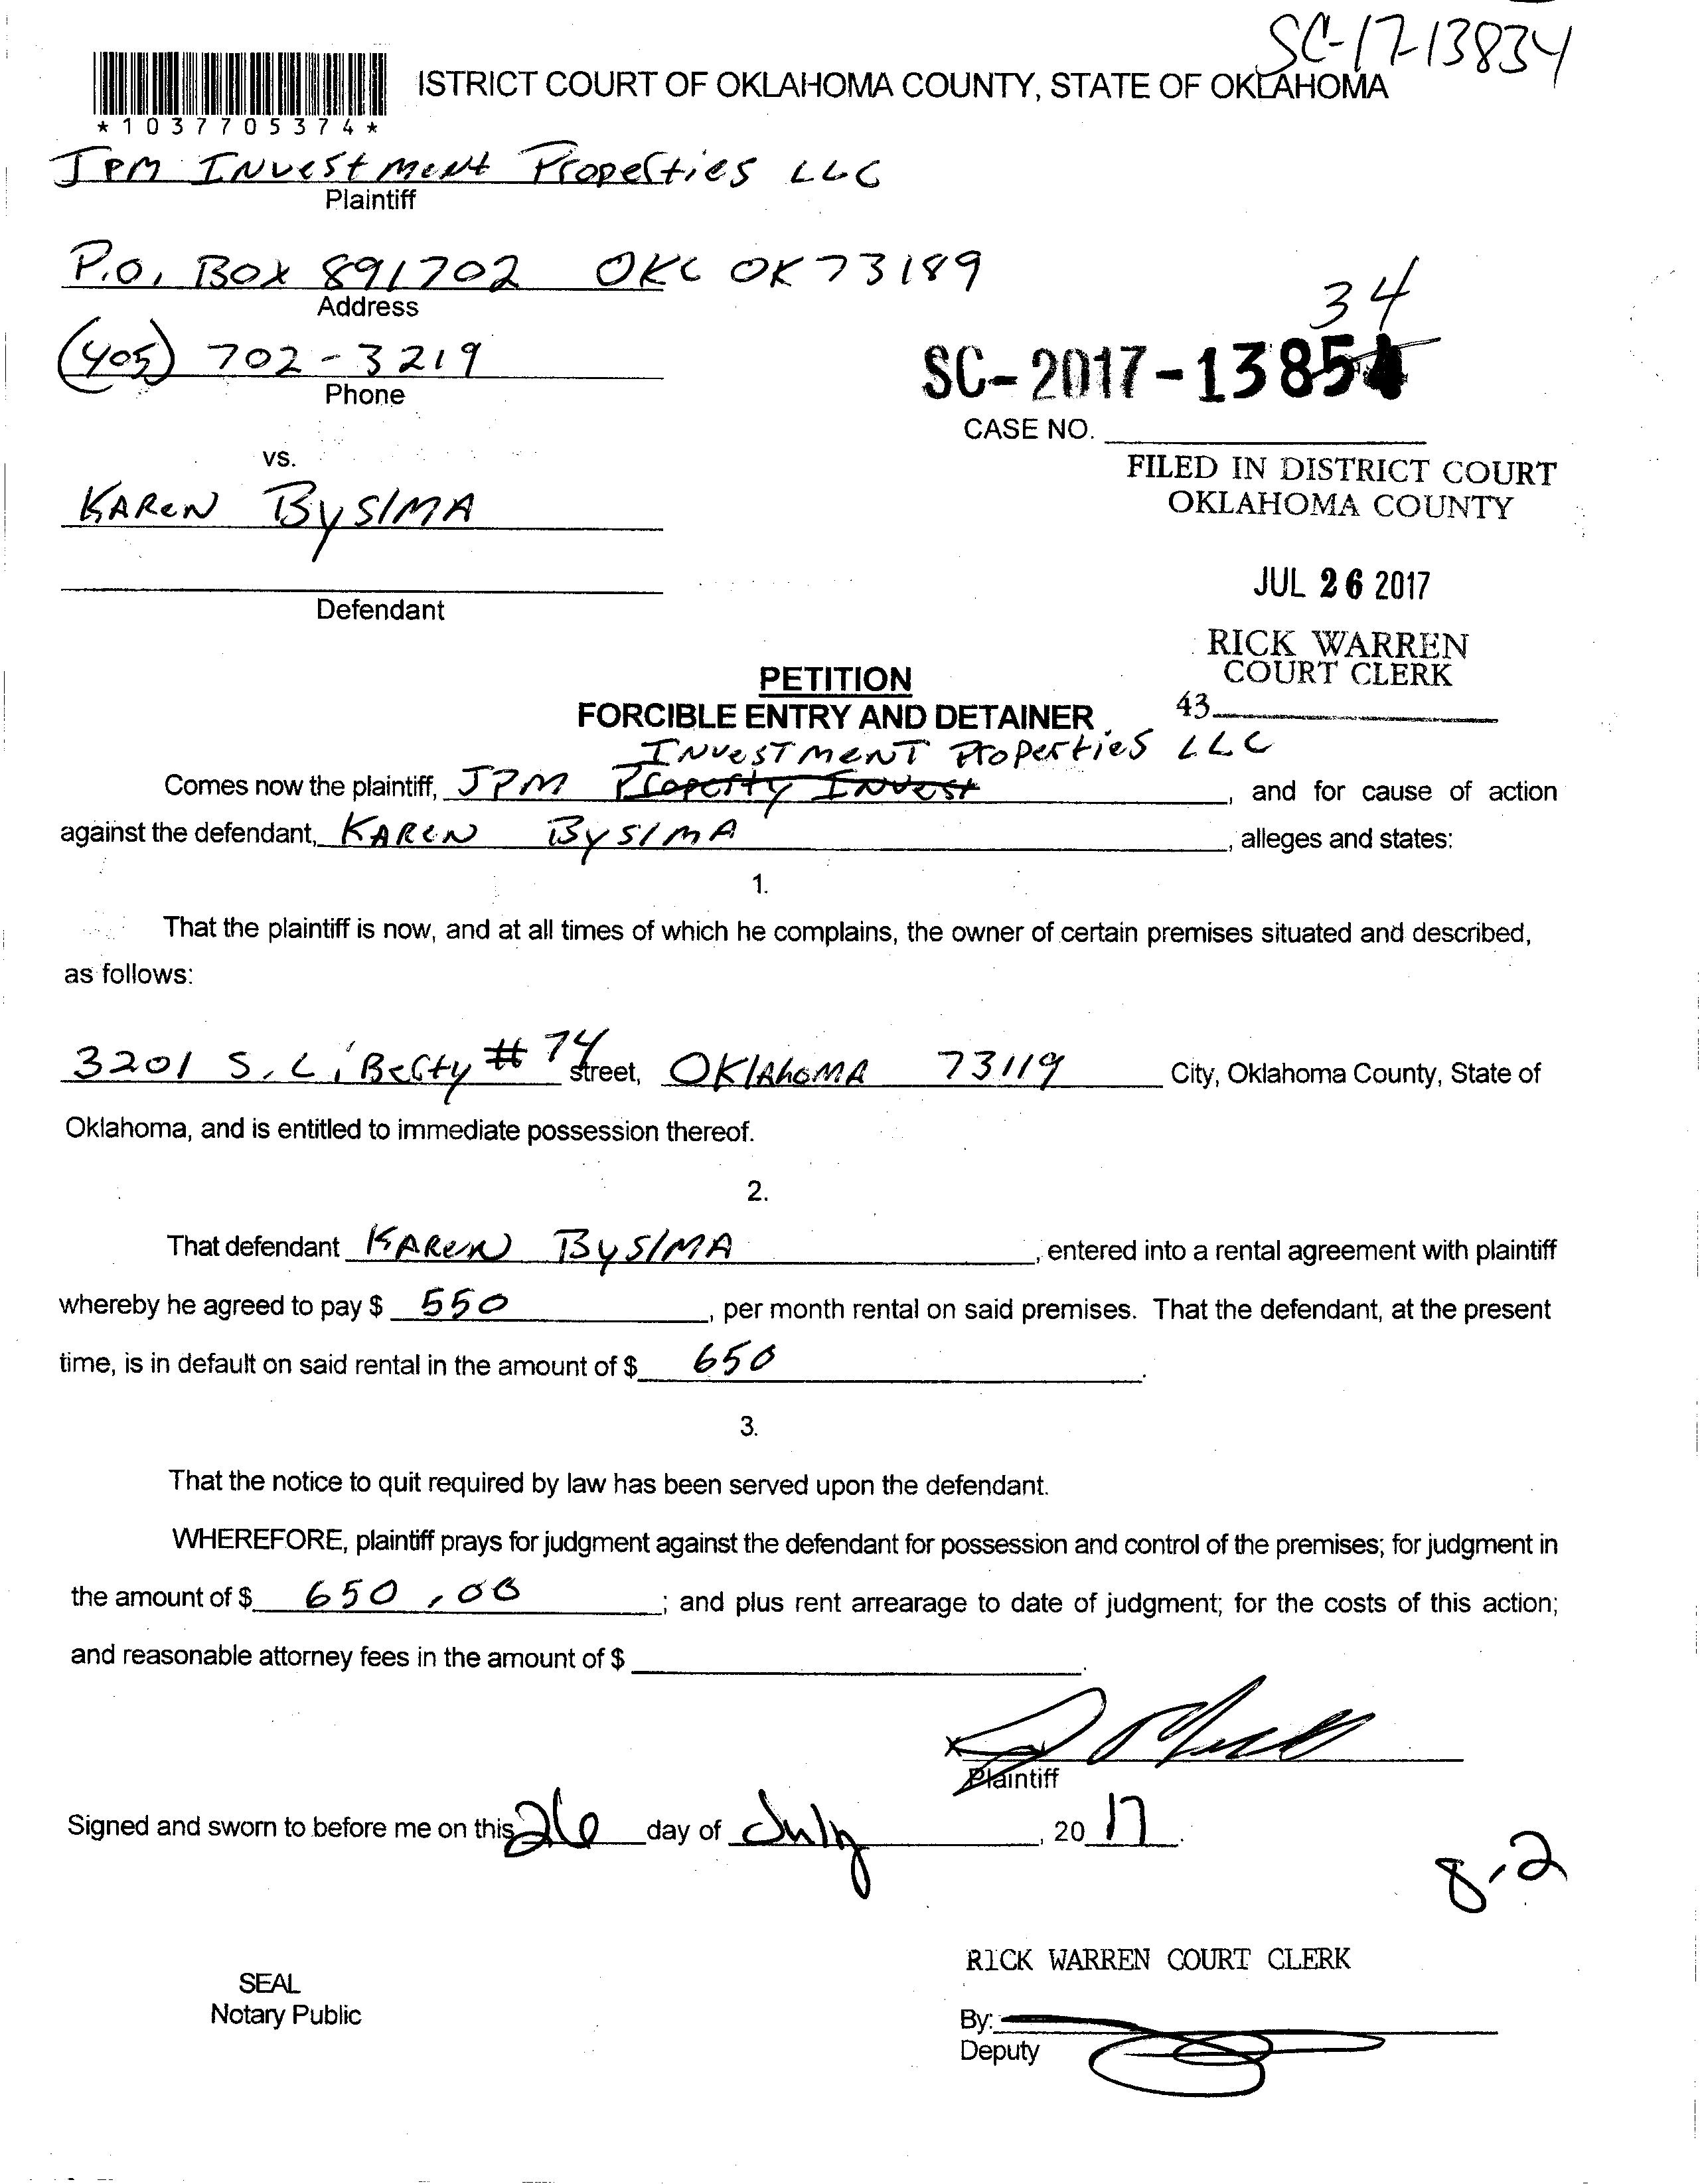 SC-17-13834
ISTRICT COURT OF OKLAHOMA COUNTY, STATE OF OKLAHOMA
*1037705374*
JPM Investment Properties LLC
Plaintiff
P.O. Box 891702 OKC OK 73189
Address
34
(405) 702-3219
Phone
SC-2017-13854
CASE NO.
vs.
FILED IN DISTRICT COURT
OKLAHOMA COUNTY
KAREN BYSIMA
JUL 26 2017
Defendant
RICK WARREN
COURT CLERK
43
PETITION
FORCIBLE ENTRY AND DETAINER
Investment Properties LLC
Comes now the plaintiff, JPM Property Invest, and for cause of action
against the defendant, KAREN BYSIMA, alleges and states:
1.
That the plaintiff is now, and at all times of which he complains, the owner of certain premises situated and described,
as follows:
3201 S. Liberty # 74 street, OKlAhoMA 73119 City, Oklahoma County, State of
Oklahoma, and is entitled to immediate possession thereof.
2.
That defendant KAREN BYSIMA, entered into a rental agreement with plaintiff
whereby he agreed to pay $ 550, per month rental on said premises. That the defendant, at the present
time, is in default on said rental in the amount of $ 650.
3.
That the notice to quit required by law has been served upon the defendant.
WHEREFORE, plaintiff prays for judgment against the defendant for possession and control of the premises; for judgment in
the amount of $ 650.00; and plus rent arrearage to date of judgment; for the costs of this action;
and reasonable attorney fees in the amount of $.
x
Plaintiff
Signed and sworn to before me on this 26 day of July, 20 17.
8.2
RICK WARREN COURT CLERK
SEAL
Notary Public
By:
Deputy